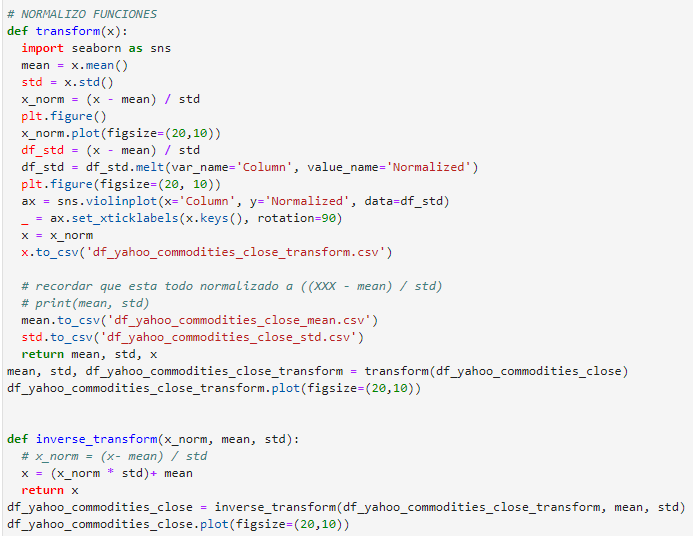 # NORMALIZO FUNCIONES
def transform(x):
  import seaborn as sns
  mean = x.mean()
  std = x.std()
  x_norm = (x - mean) / std
  plt.figure()
  x_norm.plot(figsize=(20,10))
  df_std = (x - mean) / std
  df_std = df_std.melt(var_name='Column', value_name='Normalized')
  plt.figure(figsize=(20, 10))
  ax = sns.violinplot(x='Column', y='Normalized', data=df_std)
  _ = ax.set_xticklabels(x.keys(), rotation=90)
  x = x_norm
  x.to_csv('df_yahoo_commodities_close_transform.csv')

  # recordar que esta todo normalizado a ((XXX - mean) / std)
  # print(mean, std)
  mean.to_csv('df_yahoo_commodities_close_mean.csv')
  std.to_csv('df_yahoo_commodities_close_std.csv')
  return mean, std, x
mean, std, df_yahoo_commodities_close_transform = transform(df_yahoo_commodities_close)
df_yahoo_commodities_close_transform.plot(figsize=(20,10))


def inverse_transform(x_norm, mean, std):
  # x_norm = (x- mean) / std
  x = (x_norm * std)+ mean
  return x
df_yahoo_commodities_close = inverse_transform(df_yahoo_commodities_close_transform, mean, std)
df_yahoo_commodities_close.plot(figsize=(20,10))